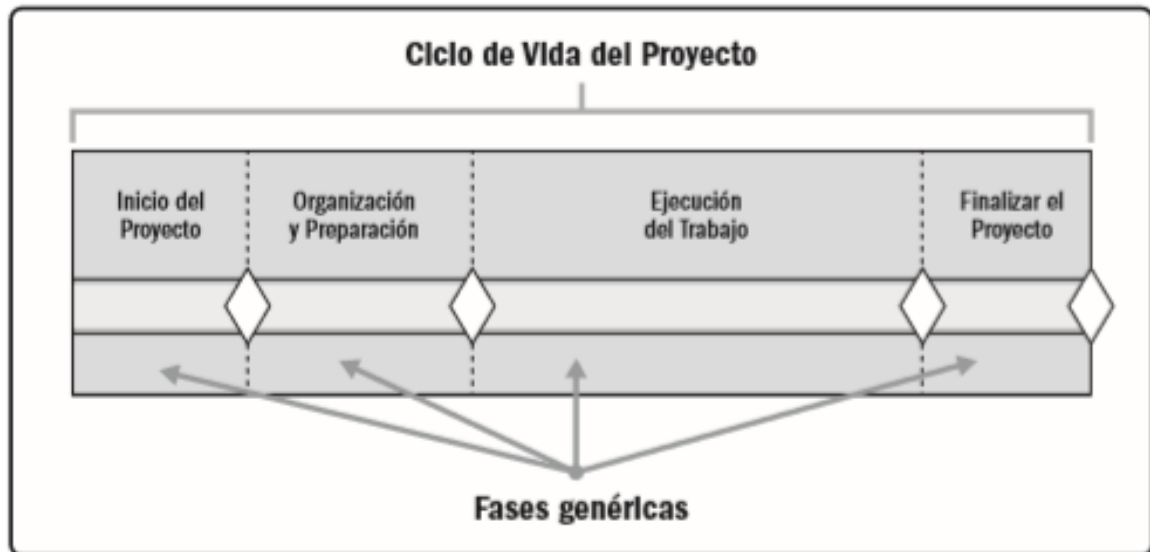 Ciclo de Vida del Proyecto
Inicio del
Proyecto
Organización
y Preparación
Ejecución
del Trabajo
Finalizar el
Proyecto
Fases genéricas